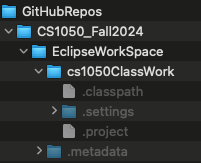 GitHubRepos
CS1050_Fall2024
EclipseWorkSpace
cs1050ClassWork
.classpath
.settings
.project
.metadata